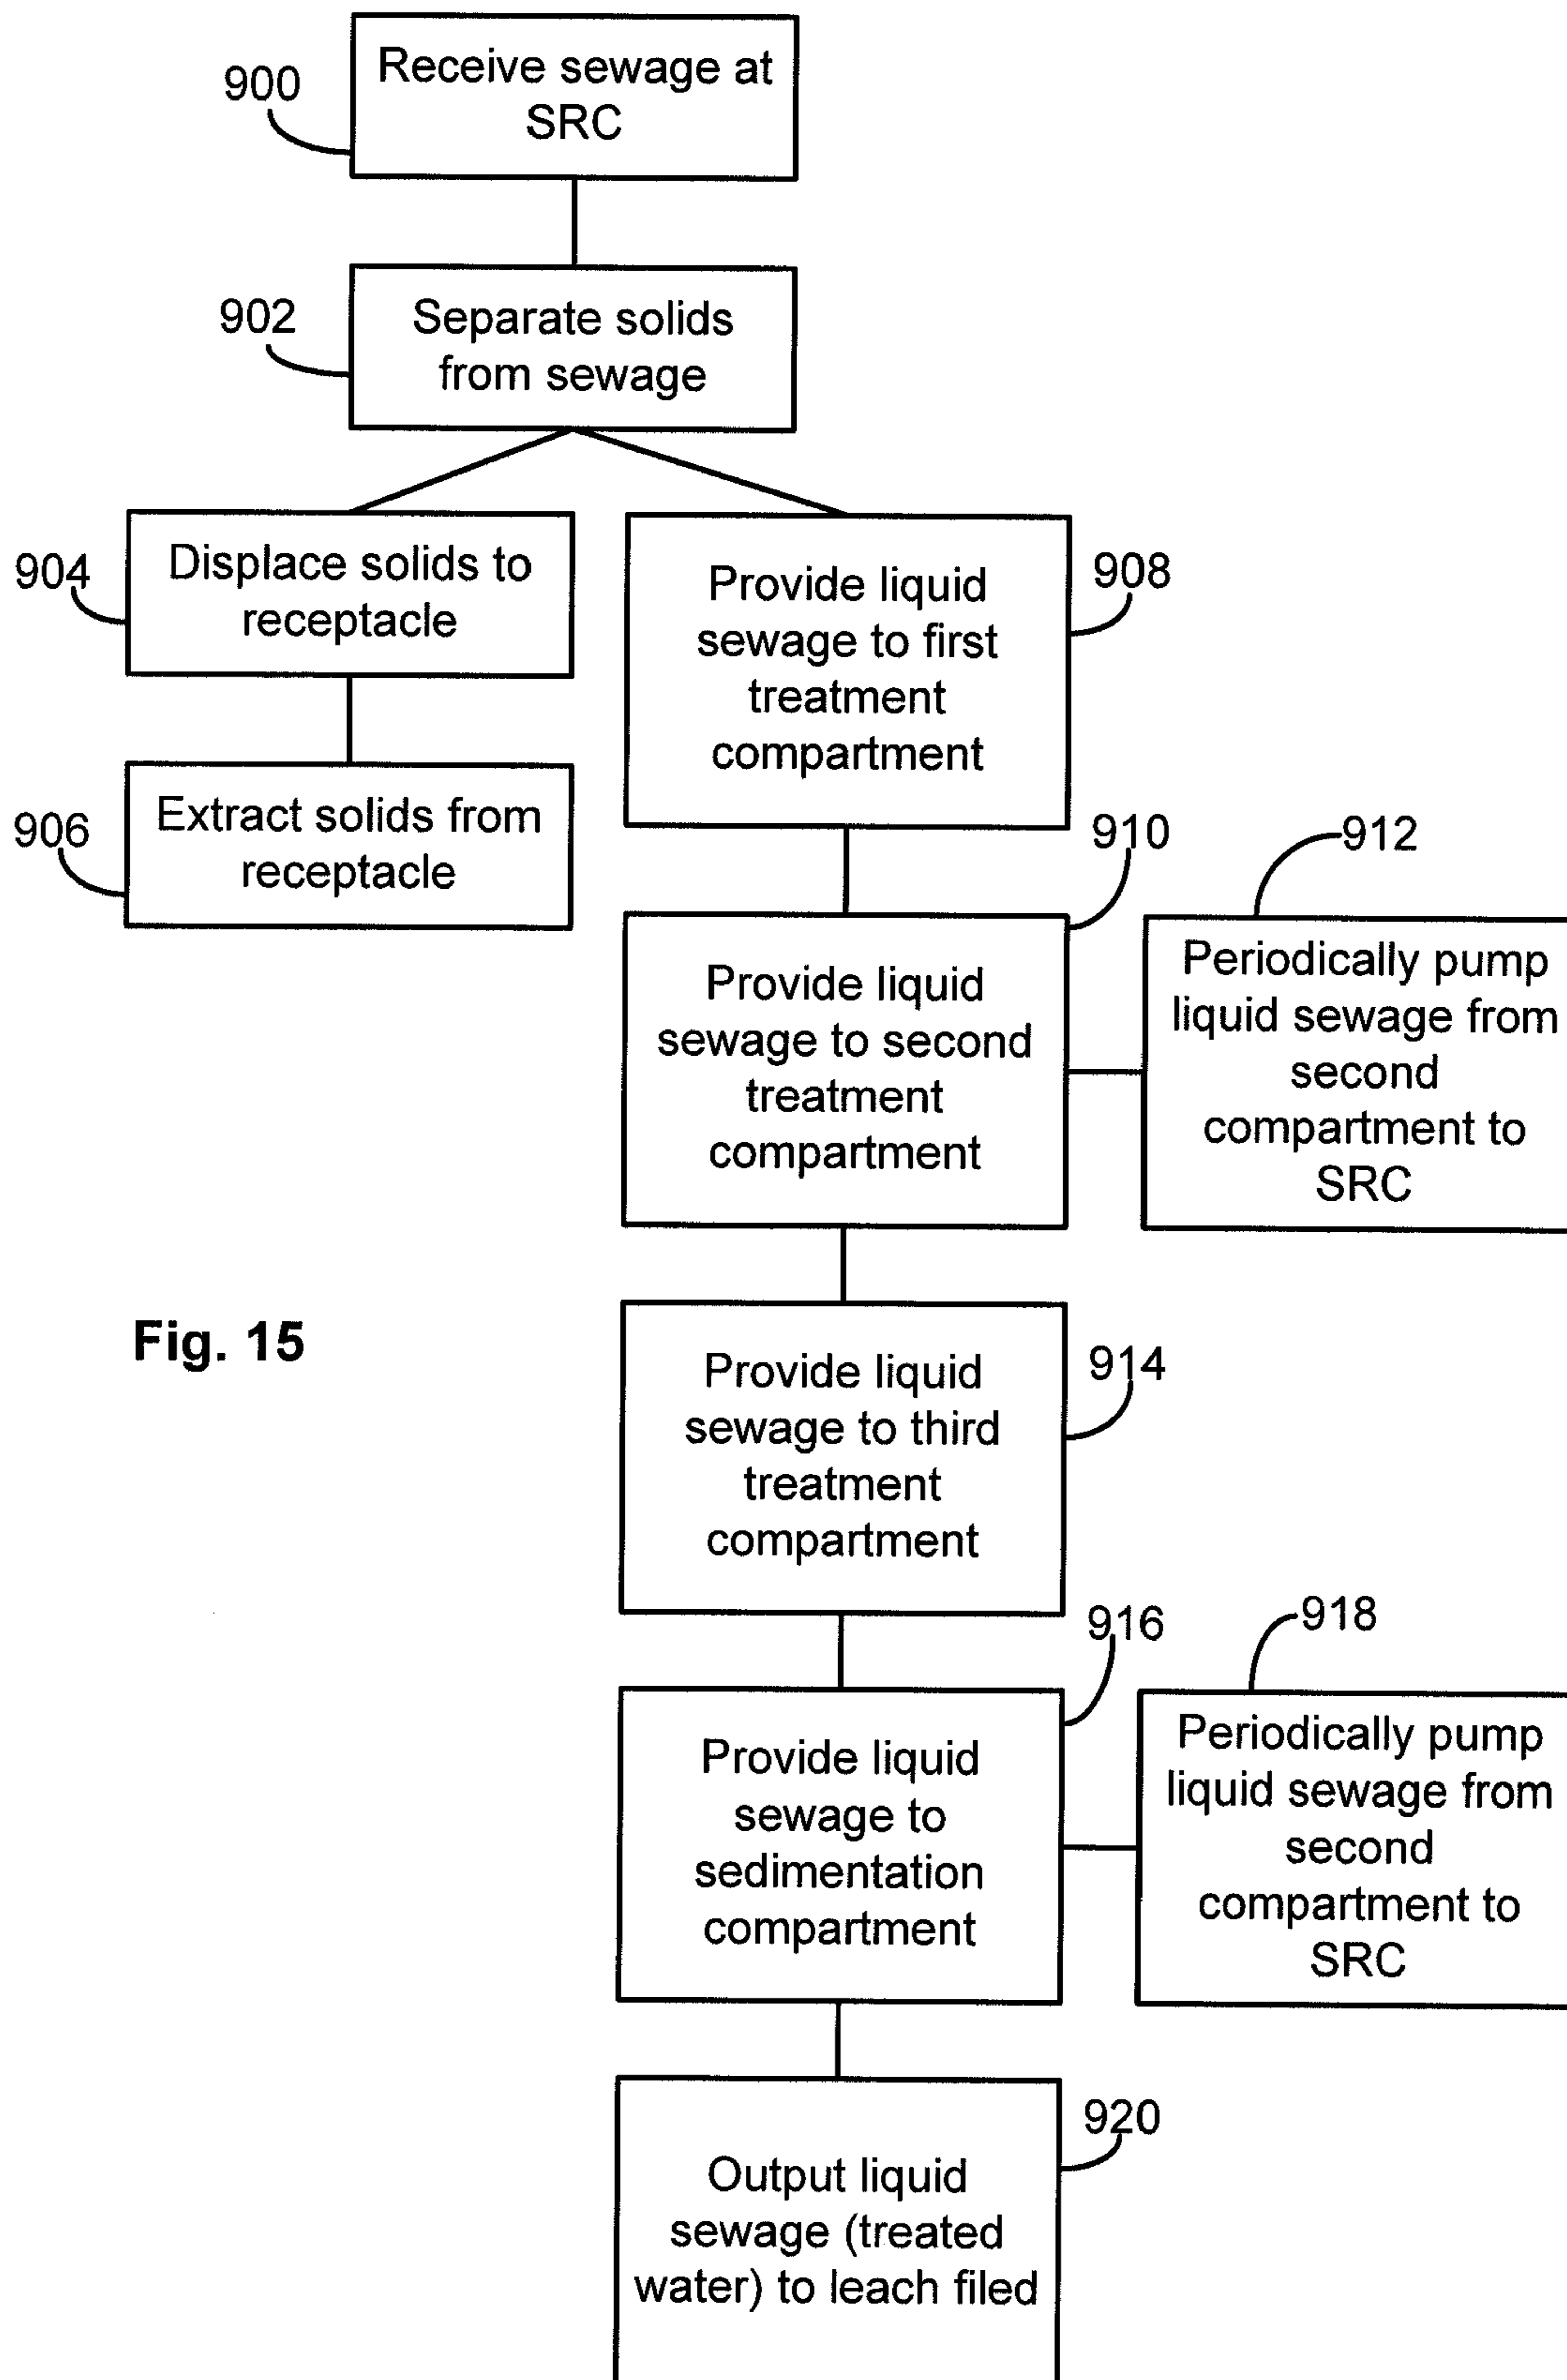 900
Receive sewage at
SRC
902
Separate solids
from sewage
904
Displace solids to
receptacle
906
Extract solids from
receptacle
908
Provide liquid
sewage to first
treatment
compartment
910
Provide liquid
sewage to second
treatment
compartment
912
Periodically pump
liquid sewage from
second
compartment to
SRC
Fig. 15
914
Provide liquid
sewage to third
treatment
compartment
916
Provide liquid
sewage to
sedimentation
compartment
918
Periodically pump
liquid sewage from
second
compartment to
SRC
920
Output liquid
sewage (treated
water) to leach filed